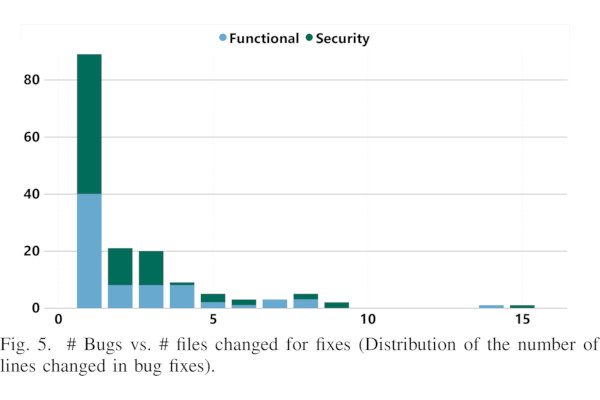 Functional Security
80
60
40
20
0
0 5 10 15
Fig. 5. # Bugs vs. # files changed for fixes (Distribution of the number of
lines changed in bug fixes).